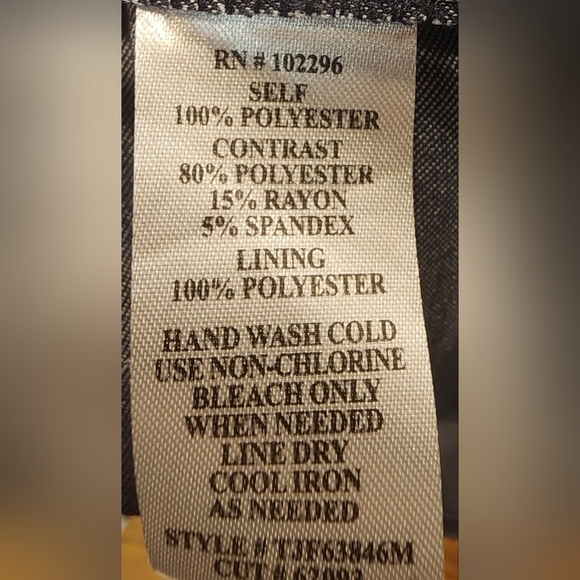 RN # 102296
SELF
100% POLYESTER
CONTRAST
80% POLYESTER
15% RAYON
5% SPANDEX
LINING
100% POLYESTER
HAND WASH COLD
USE NON-CHLORINE
BLEACH ONLY
WHEN NEEDED
LINE DRY
COOL IRON
AS NEEDED
STYLE # TJF63846M
CUT #